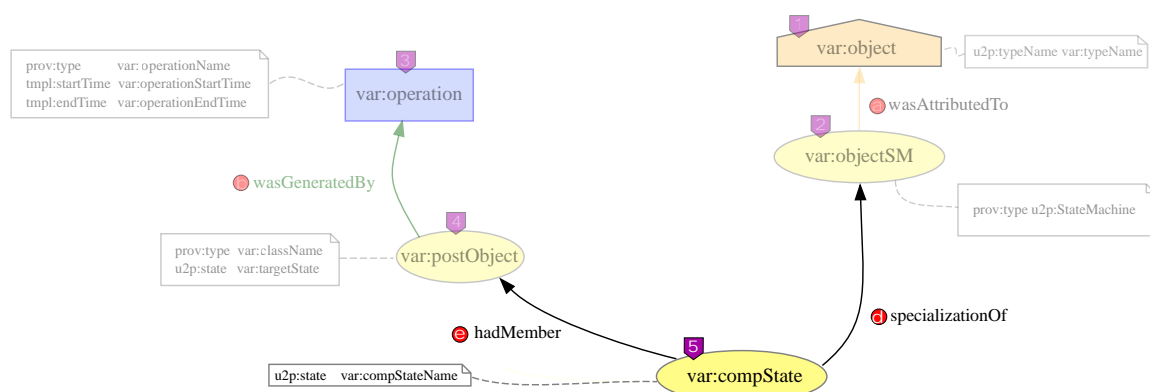 1
var:object
u2p:typeName var:typeName
prov:type var:operationName
tmpl:startTime var:operationStartTime
tmpl:endTime var:operationEndTime
3
var:operation
a wasAttributedTo
2
var:objectSM
b wasGeneratedBy
prov:type u2p:StateMachine
4
var:postObject
prov:type var:className
u2p:state var:targetState
e hadMember
d specializationOf
5
var:compState
u2p:state var:compStateName